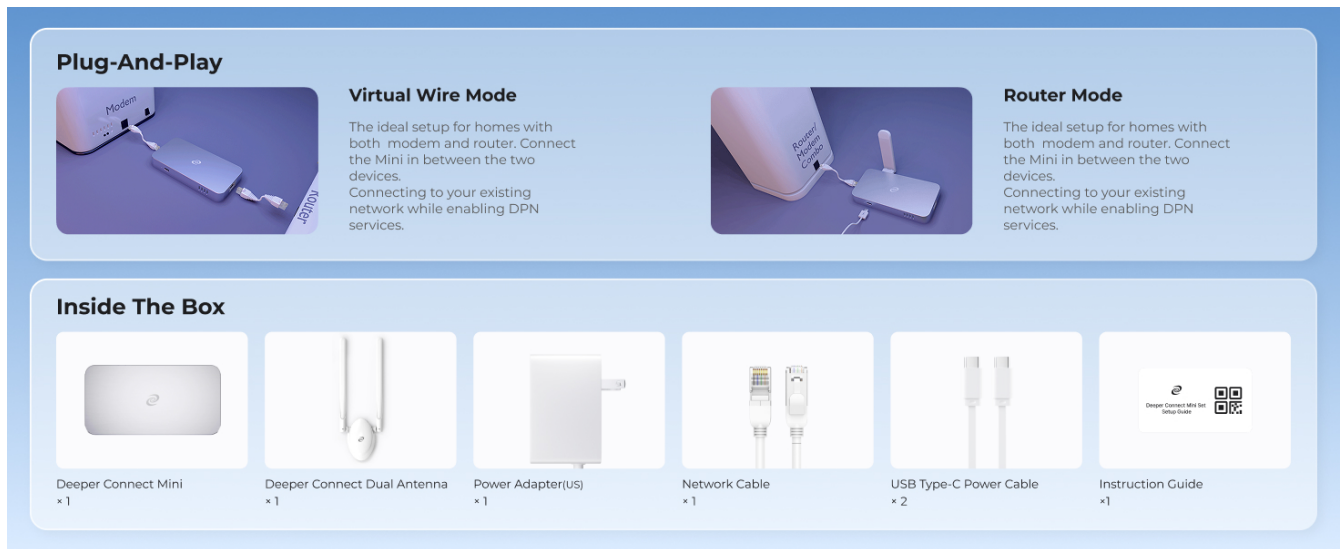 Plug-And-Play
Modem
Router
Virtual Wire Mode
The ideal setup for homes with
both modem and router. Connect
the Mini in between the two
devices.
Connecting to your existing
network while enabling DPN
services.
Router/
Modem
Combo
Router Mode
The ideal setup for homes with
both modem and router. Connect
the Mini in between the two
devices.
Connecting to your existing
network while enabling DPN
services.
Inside The Box
Deeper Connect Mini Set
Setup Guide
Deeper Connect Mini
× 1
Deeper Connect Dual Antenna
× 1
Power Adapter(US)
× 1
Network Cable
× 1
USB Type-C Power Cable
× 2
Instruction Guide
×1